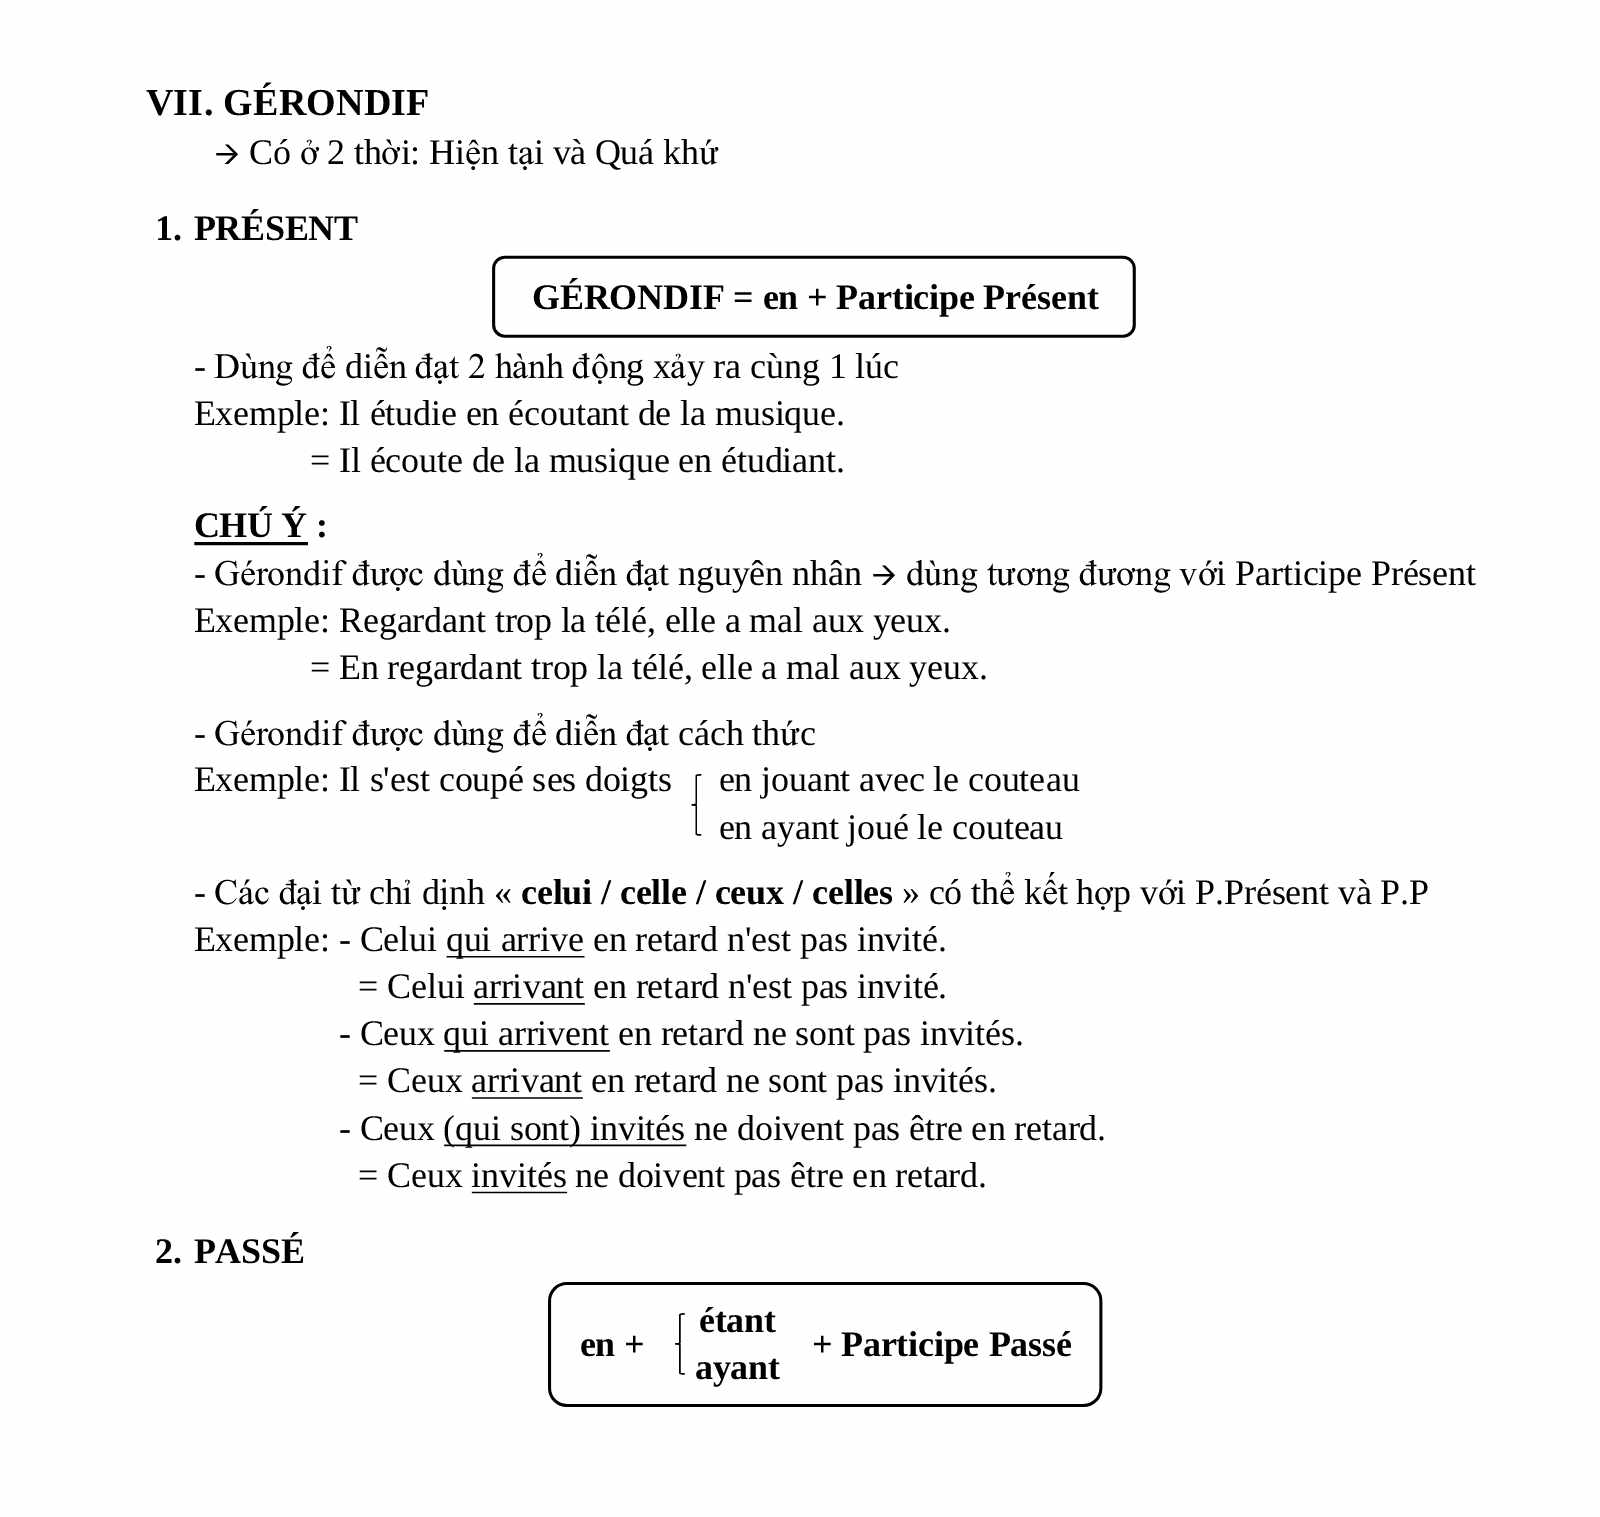 VII. GÉRONDIF
→ Có ở 2 thời: Hiện tại và Quá khứ
1. PRÉSENT
GÉRONDIF = en + Participe Présent
- Dùng để diễn đạt 2 hành động xảy ra cùng 1 lúc
Exemple: Il étudie en écoutant de la musique.
= Il écoute de la musique en étudiant.
CHÚ Ý :
- Gérondif được dùng để diễn đạt nguyên nhân → dùng tương đương với Participe Présent
Exemple: Regardant trop la télé, elle a mal aux yeux.
= En regardant trop la télé, elle a mal aux yeux.
- Gérondif được dùng để diễn đạt cách thức
Exemple: Il s'est coupé ses doigts en jouant avec le couteau
en ayant joué le couteau
- Các đại từ chỉ dịnh « celui / celle / ceux / celles » có thể kết hợp với P.Présent và P.P
Exemple: - Celui qui arrive en retard n'est pas invité.
= Celui arrivant en retard n'est pas invité.
- Ceux qui arrivent en retard ne sont pas invités.
= Ceux arrivant en retard ne sont pas invités.
- Ceux (qui sont) invités ne doivent pas être en retard.
= Ceux invités ne doivent pas être en retard.
2. PASSÉ
étant
en + + Participe Passé
ayant